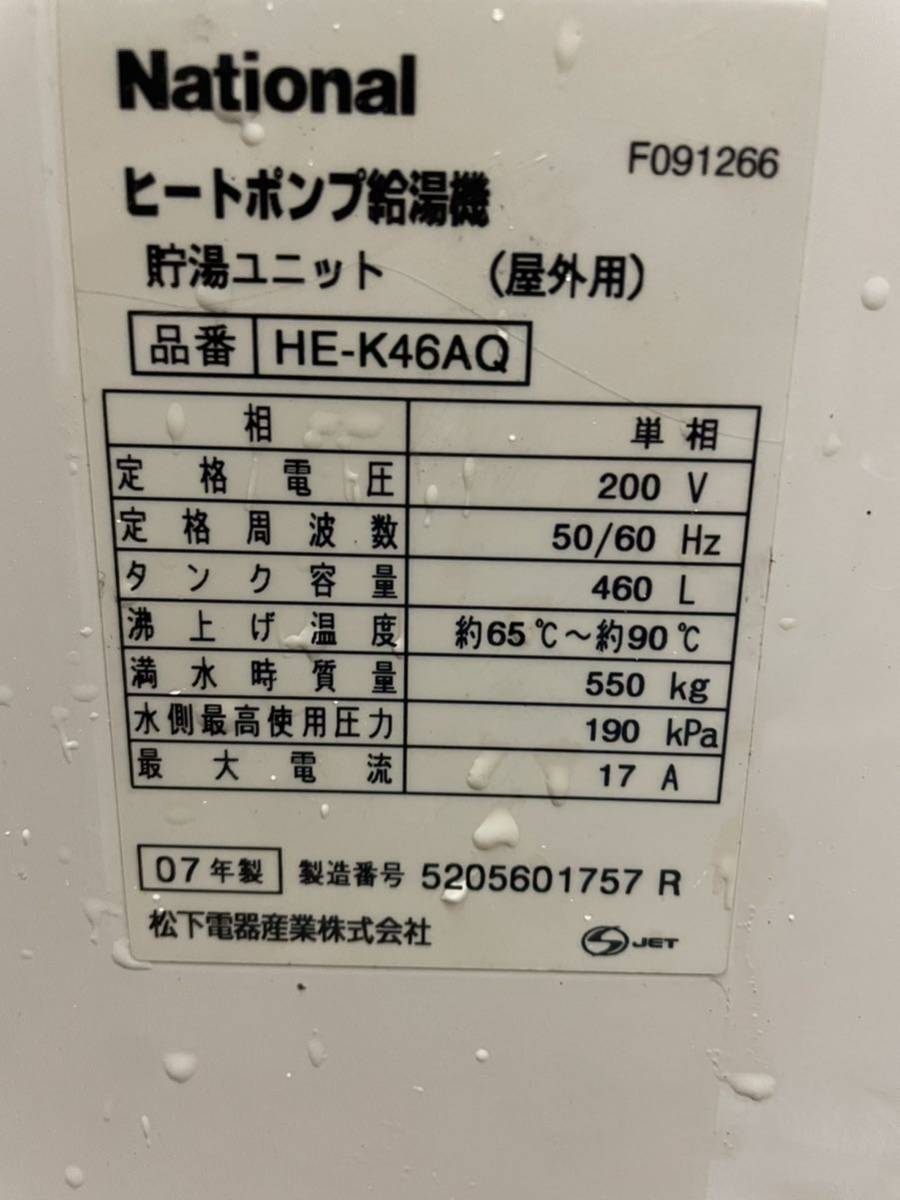 National
F091266
ヒートポンプ給湯機
貯湯ユニット (屋外用)
品番 HE-K46AQ
相 単相
定格電圧 200 V
定格周波数 50/60 Hz
タンク容量 460 L
沸上げ温度 約65℃～約90℃
満水時質量 550 kg
水側最高使用圧力 190 kPa
最大電流 17 A
07年製 製造番号 5205601757 R
松下電器産業株式会社
S JET